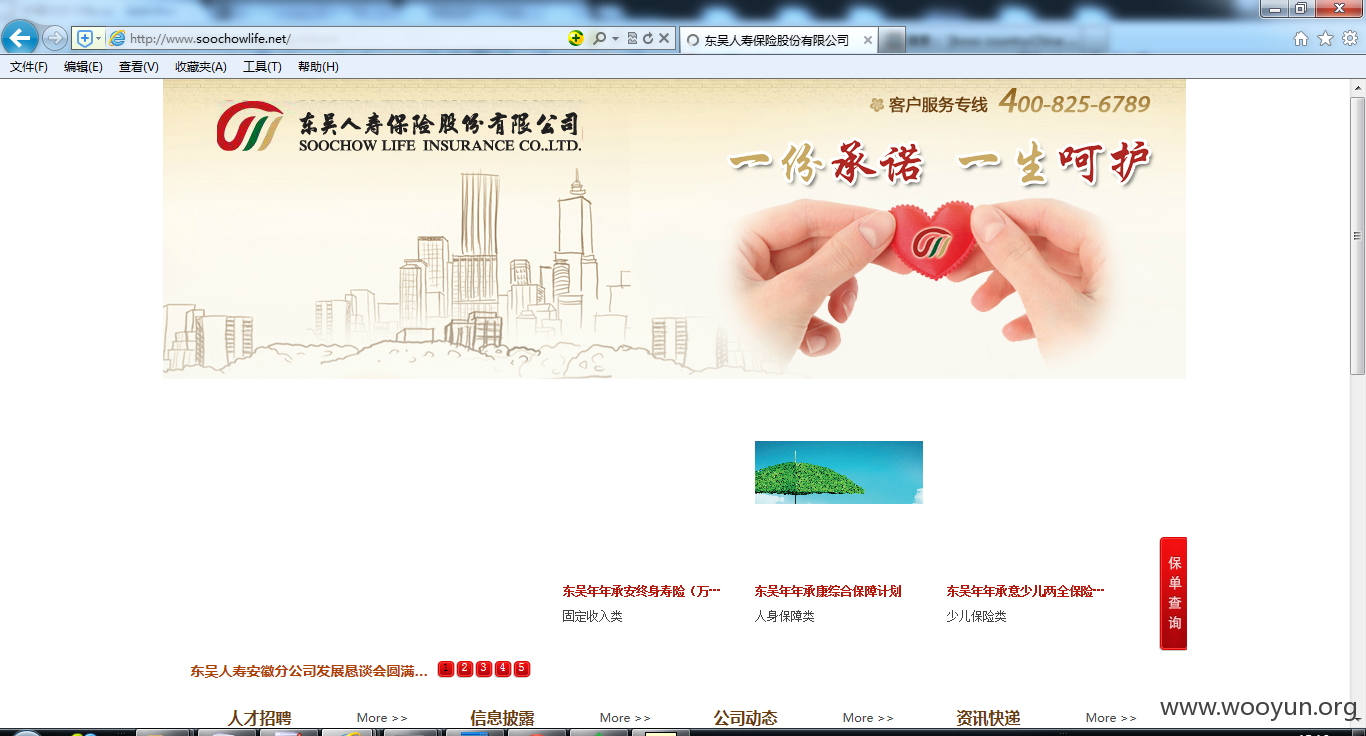 http://www.soochowlife.net/
东吴人寿保险股份有限公司
文件(F) 编辑(E) 查看(V) 收藏夹(A) 工具(T) 帮助(H)
东吴人寿保险股份有限公司
SOOCHOW LIFE INSURANCE CO.,LTD.
客户服务专线 400-825-6789
一份承诺 一生呵护
东吴年年承安终身寿险（万…
东吴年年承康综合保障计划
东吴年年承意少儿两全保险…
固定收入类
人身保障类
少儿保险类
保单查询
东吴人寿安徽分公司发展恳谈会圆满... 1 2 3 4 5
人才招聘 More >>
信息披露 More >>
公司动态 More >>
资讯快递 More >>
www.wooyun.org